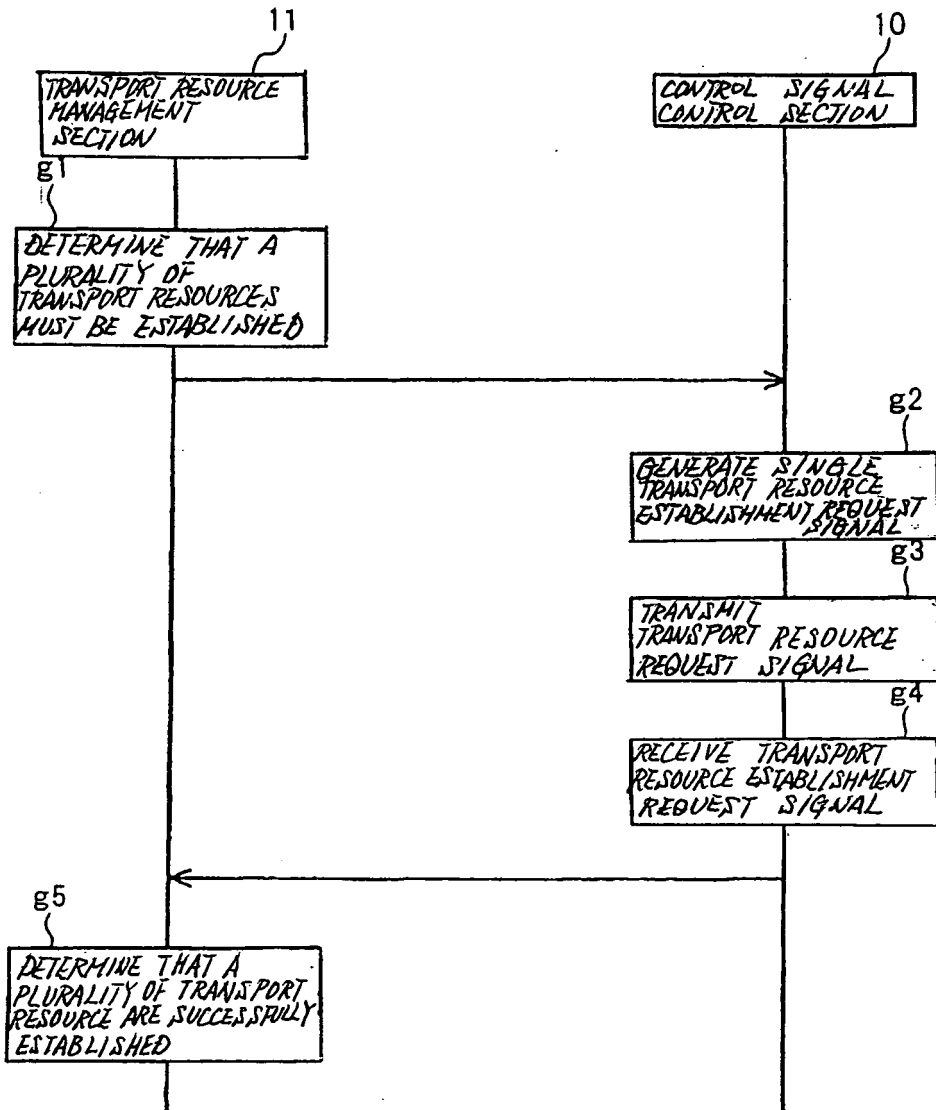 11
10
TRANSPORT RESOURCE
MANAGEMENT
SECTION
CONTROL SIGNAL
CONTROL SECTION
g1
DETERMINE THAT A
PLURALITY OF
TRANSPORT RESOURCES
MUST BE ESTABLISHED
g2
GENERATE SINGLE
TRANSPORT RESOURCE
ESTABLISHMENT REQUEST
SIGNAL
g3
TRANSMIT
TRANSPORT RESOURCE
REQUEST SIGNAL
g4
RECEIVE TRANSPORT
RESOURCE ESTABLISHMENT
REQUEST SIGNAL
g5
DETERMINE THAT A
PLURALITY OF TRANSPORT
RESOURCE ARE SUCCESSFULLY
ESTABLISHED